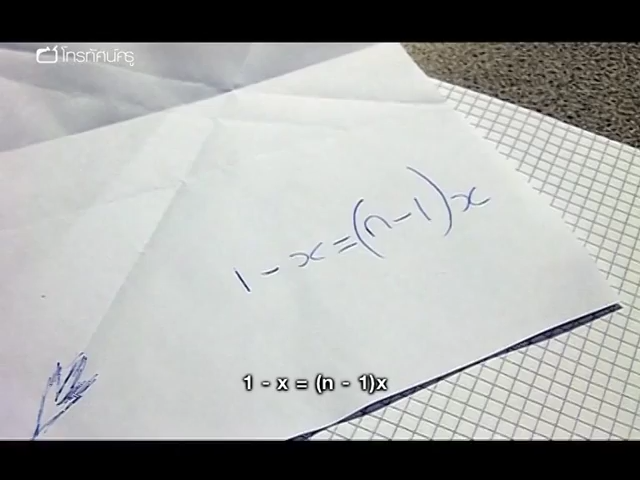 โทรทัศน์ครู
1 - x = (n - 1)x
1 - x = (n - 1)x